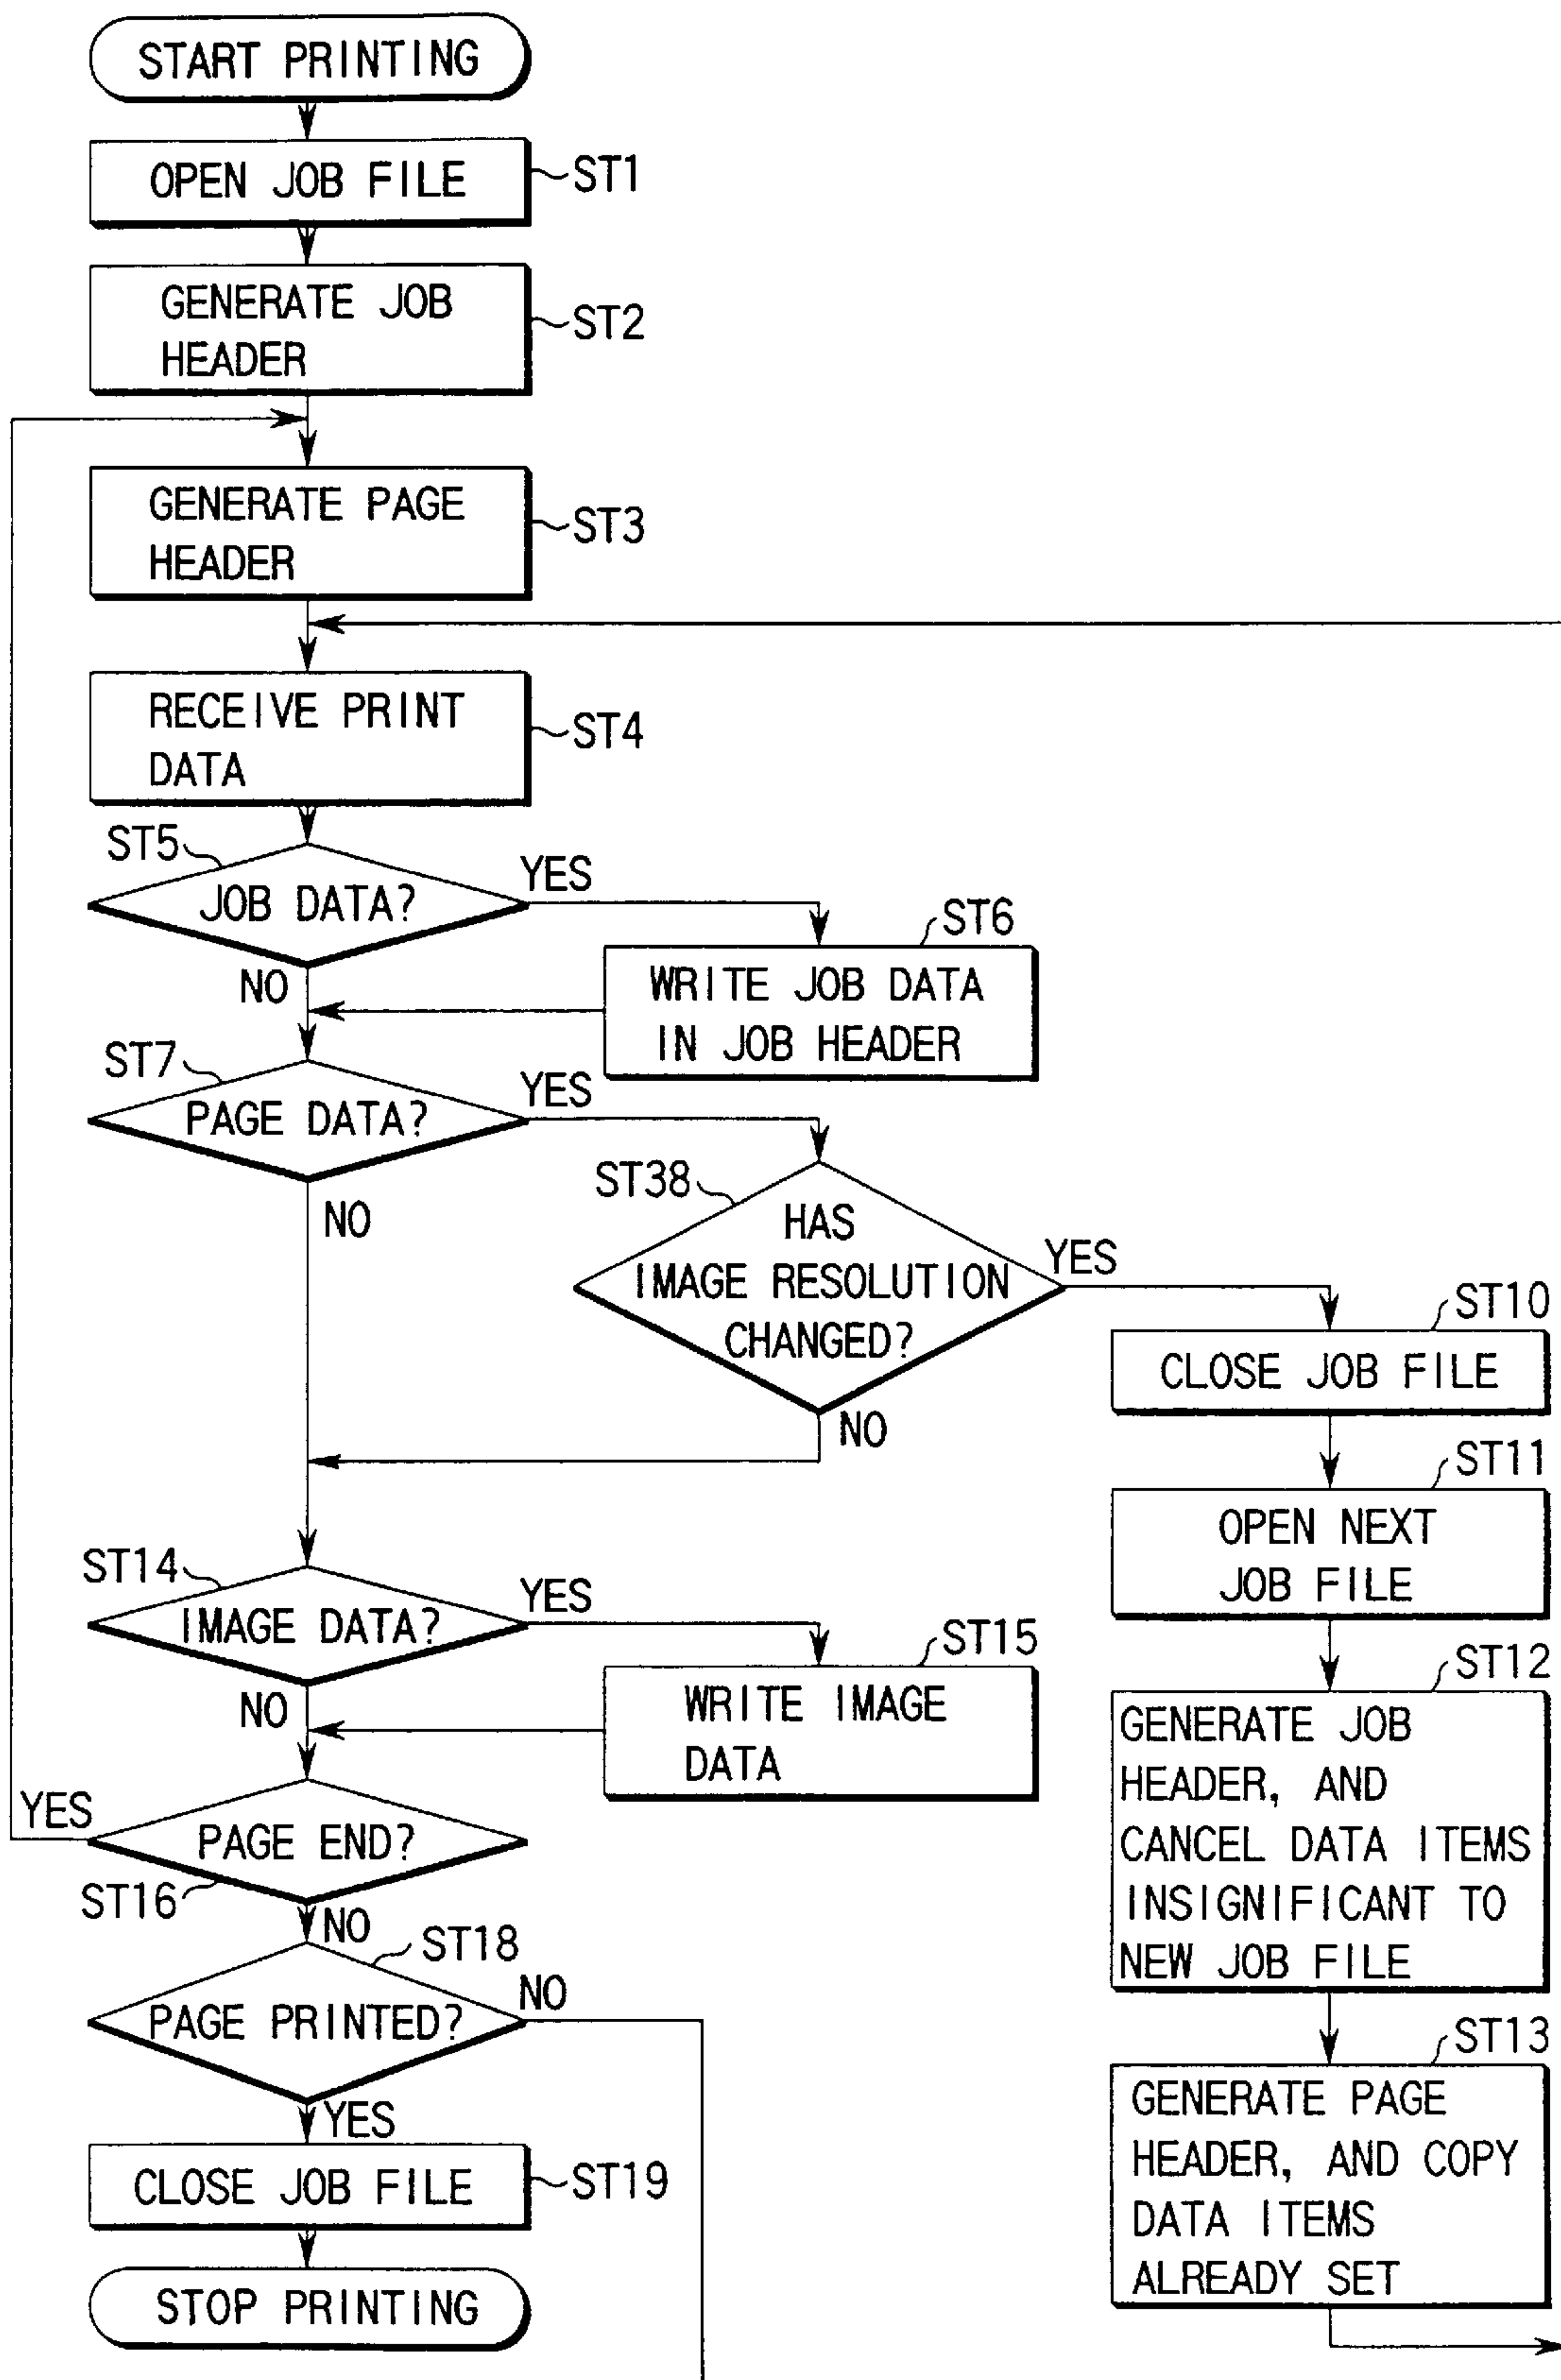 START PRINTING
OPEN JOB FILE
ST1
GENERATE JOB
HEADER
ST2
GENERATE PAGE
HEADER
ST3
RECEIVE PRINT
DATA
ST4
ST5
JOB DATA?
YES
NO
ST6
WRITE JOB DATA
IN JOB HEADER
ST7
PAGE DATA?
YES
NO
ST38
HAS
IMAGE RESOLUTION
CHANGED?
YES
NO
ST10
CLOSE JOB FILE
ST11
OPEN NEXT
JOB FILE
ST12
GENERATE JOB
HEADER, AND
CANCEL DATA ITEMS
INSIGNIFICANT TO
NEW JOB FILE
ST13
GENERATE PAGE
HEADER, AND COPY
DATA ITEMS
ALREADY SET
ST14
IMAGE DATA?
YES
NO
ST15
WRITE IMAGE
DATA
YES
PAGE END?
ST16
NO
ST18
PAGE PRINTED?
NO
YES
CLOSE JOB FILE
ST19
STOP PRINTING